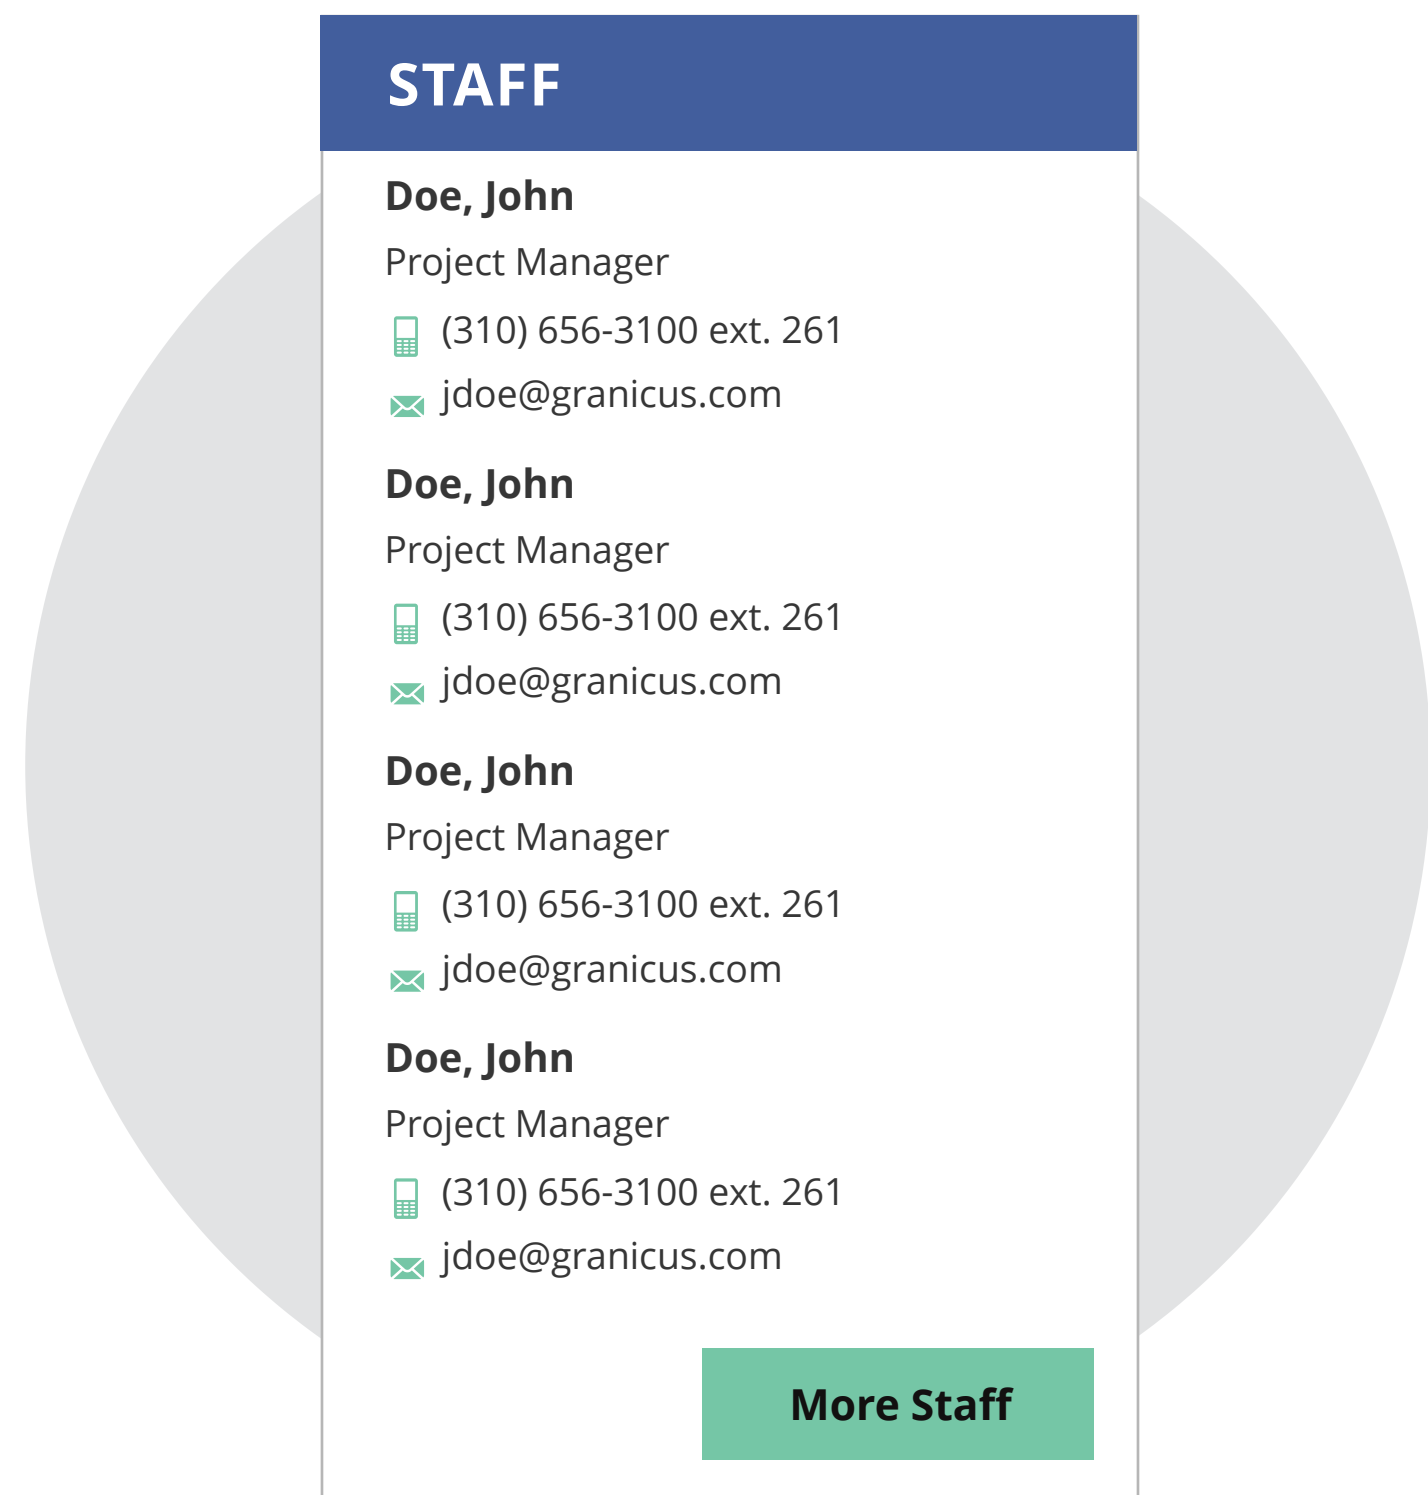 STAFF
Doe, John
Project Manager
(310) 656-3100 ext. 261
jdoe@granicus.com
Doe, John
Project Manager
(310) 656-3100 ext. 261
jdoe@granicus.com
Doe, John
Project Manager
(310) 656-3100 ext. 261
jdoe@granicus.com
Doe, John
Project Manager
(310) 656-3100 ext. 261
jdoe@granicus.com
More Staff